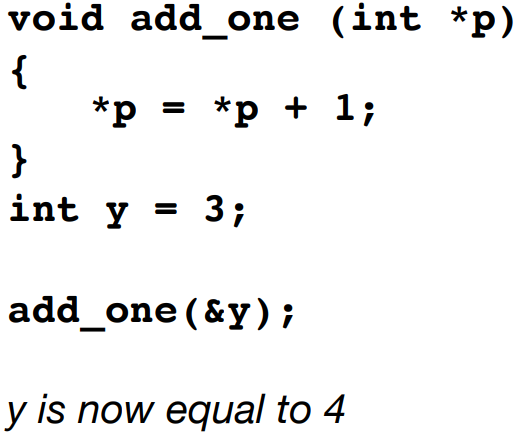 void add_one (int *p)
{
    *p = *p + 1;
}
int y = 3;
add_one(&y);
y is now equal to 4